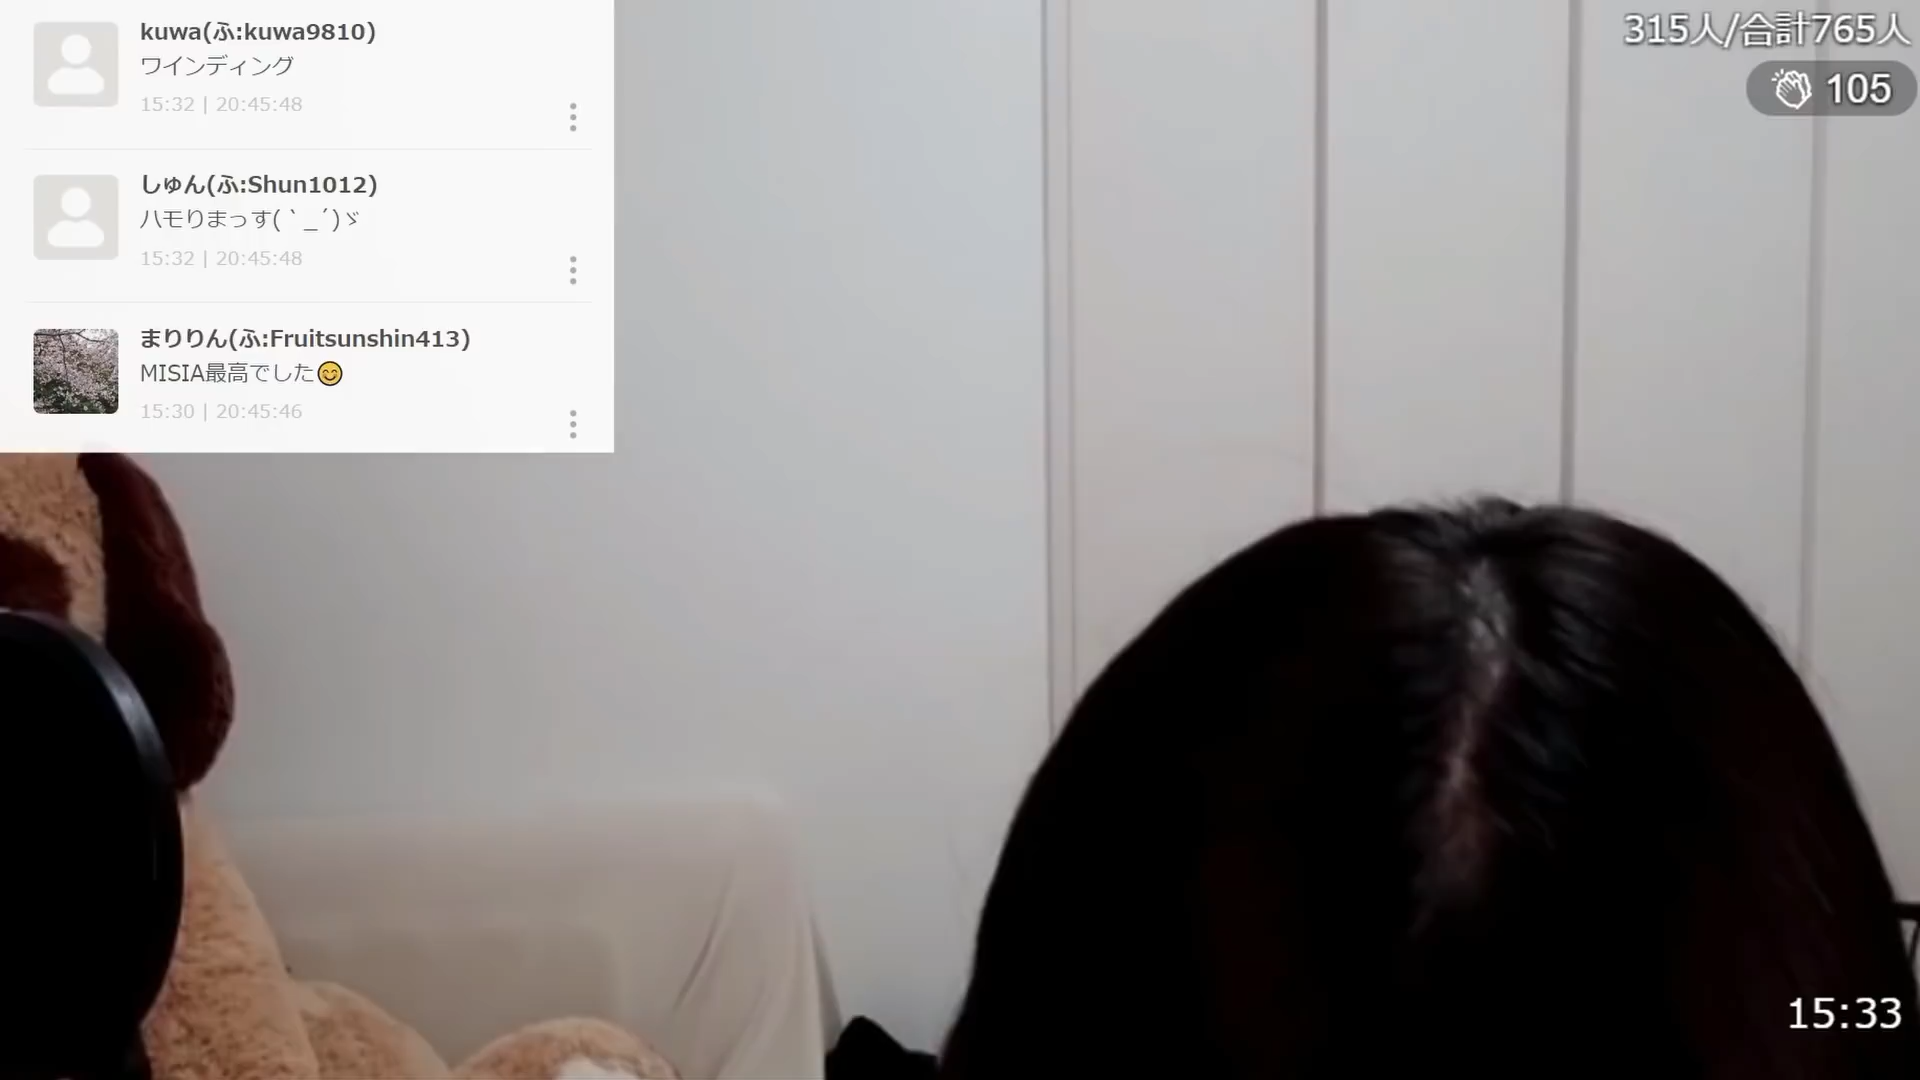 kuwa(ふ:kuwa9810)
ワインディング
15:32 | 20:45:48
しゅん(ふ:Shun1012)
ハモりまっす( ` _ ´)ゞ
15:32 | 20:45:48
まりりん(ふ:Fruitsunshin413)
MISIA最高でした😊
15:30 | 20:45:46
315人/合計765人
105
15:33